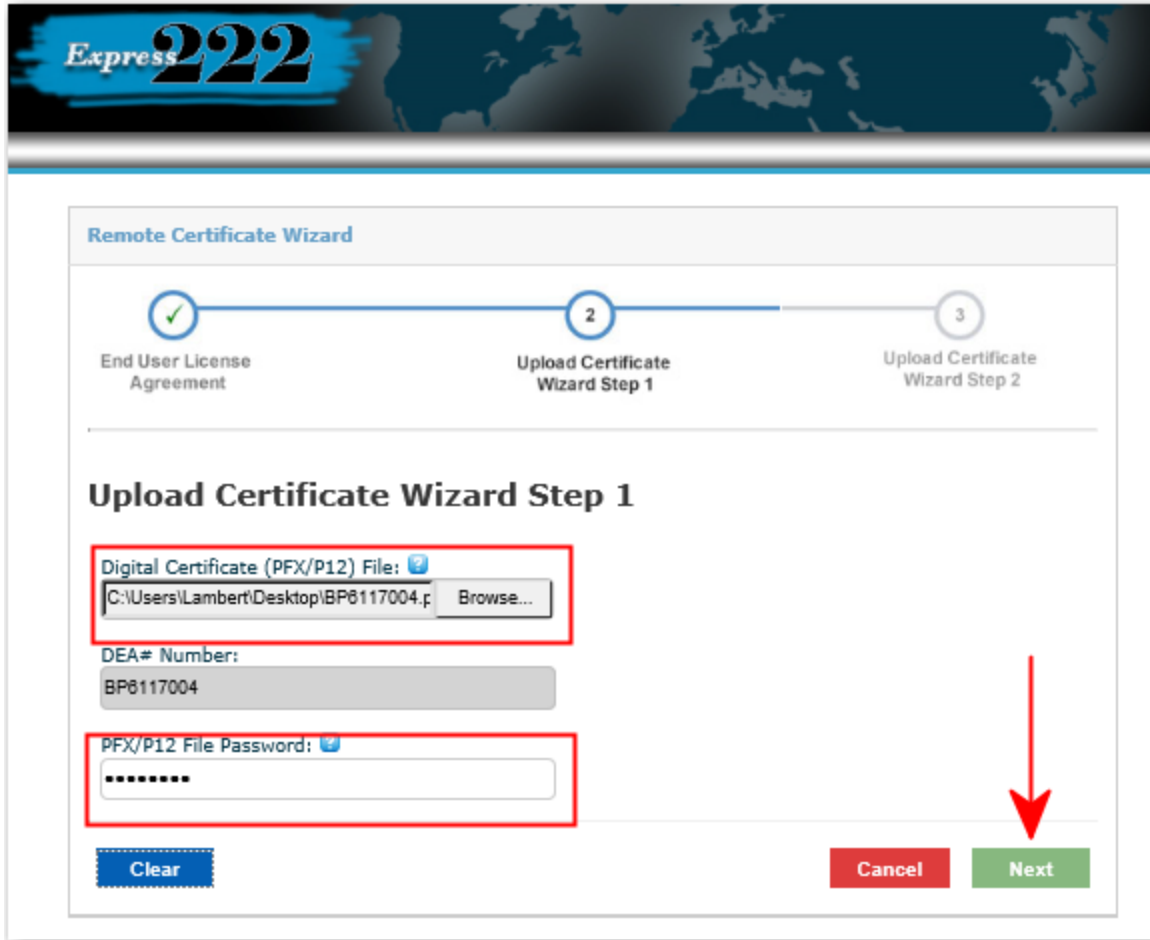 Express 222
Remote Certificate Wizard
✓
2
3
End User License
Agreement
Upload Certificate
Wizard Step 1
Upload Certificate
Wizard Step 2
Upload Certificate Wizard Step 1
Digital Certificate (PFX/P12) File: ?
C:\Users\Lambert\Desktop\BP6117004.p
Browse...
DEA# Number:
BP6117004
PFX/P12 File Password: ?
••••••••
Clear
Cancel
Next